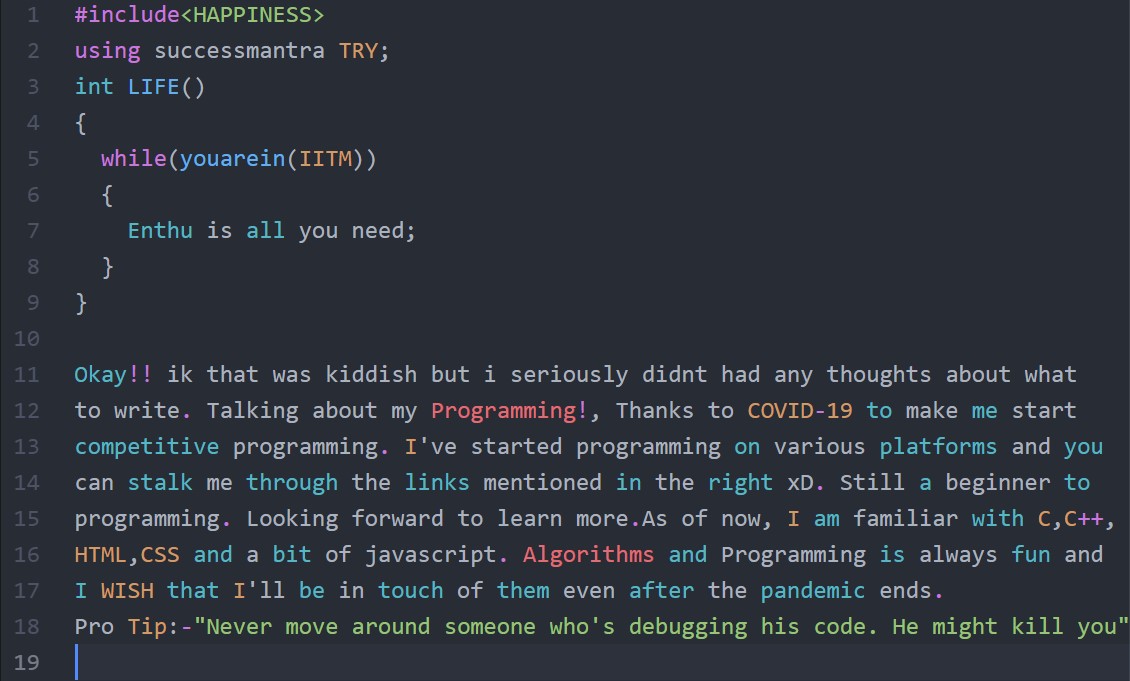 1 #include<HAPPINESS>
2 using successmantra TRY;
3 int LIFE()
4 {
5 while(youarein(IITM))
6 {
7 Enthu is all you need;
8 }
9 }
10
11 Okay!! ik that was kiddish but i seriously didnt had any thoughts about what
12 to write. Talking about my Programming!, Thanks to COVID-19 to make me start
13 competitive programming. I've started programming on various platforms and you
14 can stalk me through the links mentioned in the right xD. Still a beginner to
15 programming. Looking forward to learn more.As of now, I am familiar with C,C++,
16 HTML,CSS and a bit of javascript. Algorithms and Programming is always fun and
17 I WISH that I'll be in touch of them even after the pandemic ends.
18 Pro Tip:-"Never move around someone who's debugging his code. He might kill you"
19